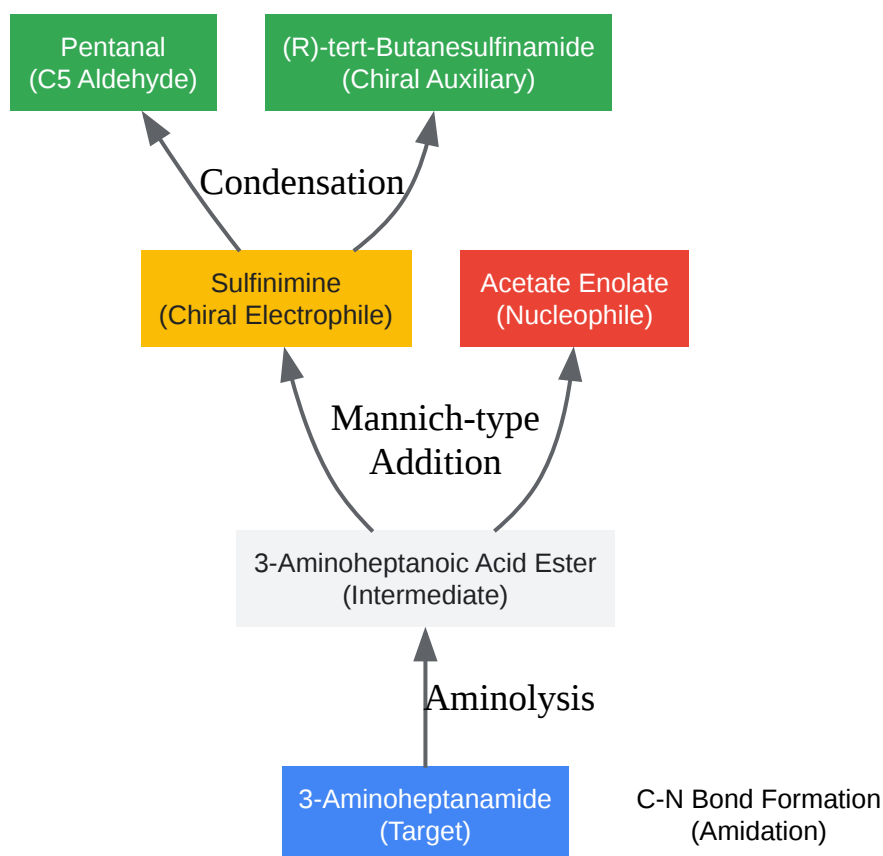 Pentanal
(C5 Aldehyde)
(R)-tert-Butanesulfinamide
(Chiral Auxiliary)
Condensation
Sulfinimine
(Chiral Electrophile)
Acetate Enolate
(Nucleophile)
Mannich-type
Addition
3-Aminoheptanoic Acid Ester
(Intermediate)
Aminolysis
3-Aminoheptanamide
(Target)
C-N Bond Formation
(Amidation)